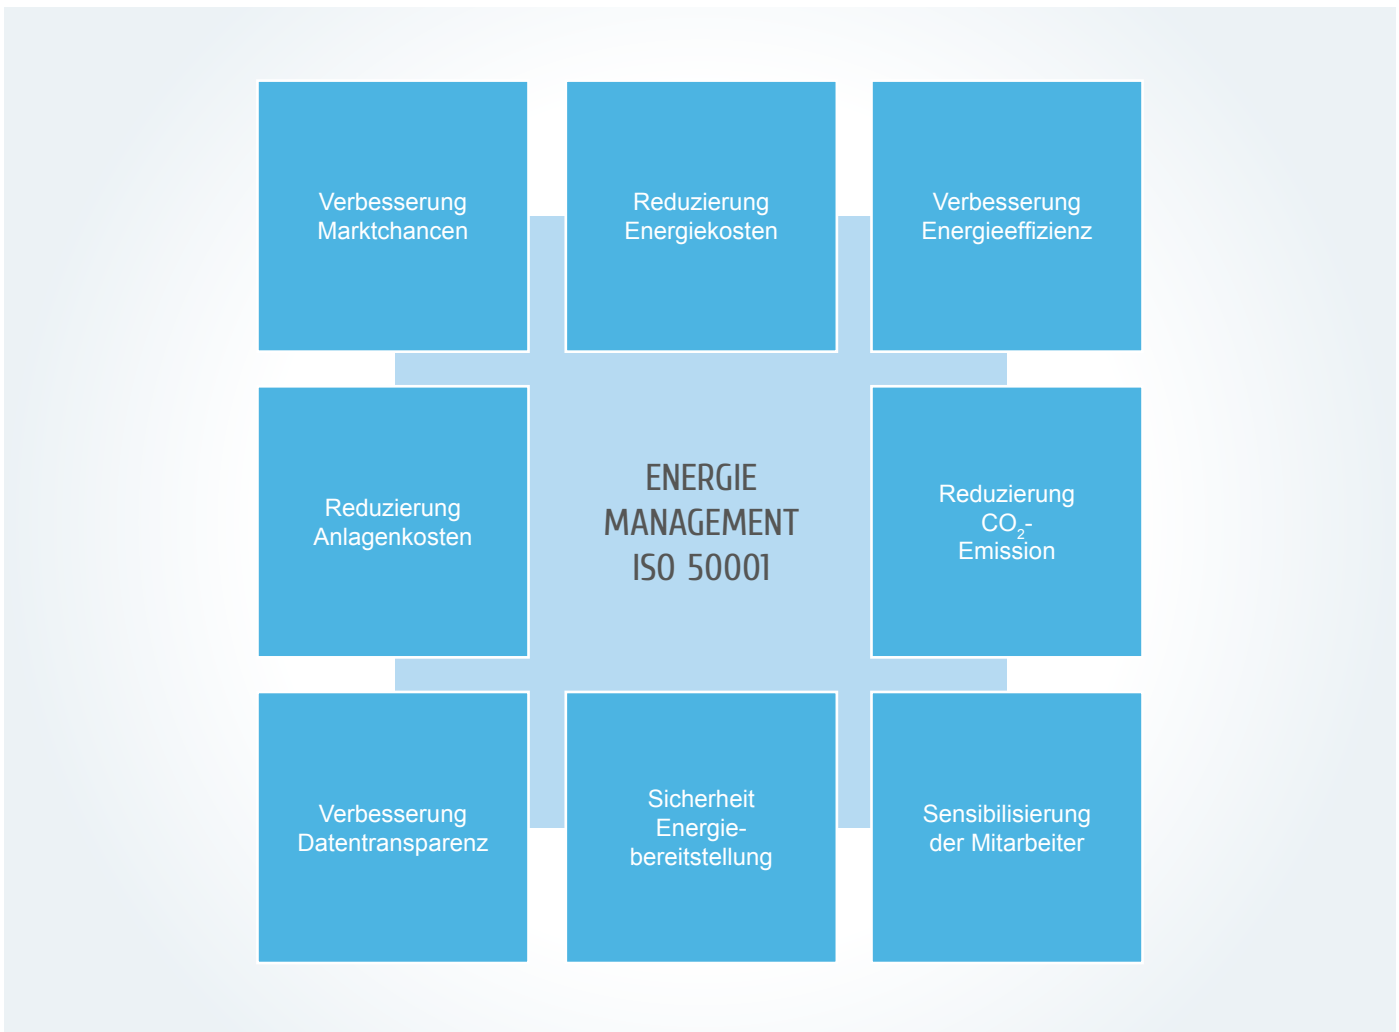 Verbesserung
Marktchancen
Reduzierung
Energiekosten
Verbesserung
Energieeffizienz
Reduzierung
Anlagenkosten
ENERGIE
MANAGEMENT
ISO 50001
Reduzierung
CO₂-
Emission
Verbesserung
Datentransparenz
Sicherheit
Energie-
bereitstellung
Sensibilisierung
der Mitarbeiter